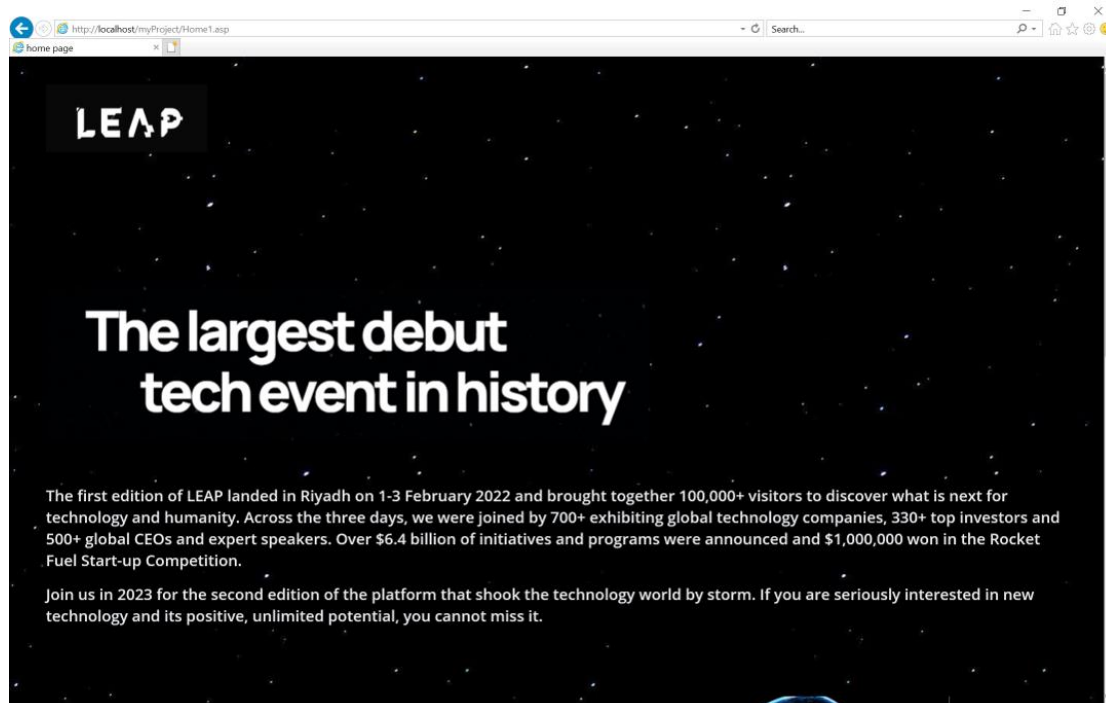 http://localhost/myProject/Home1.asp
Search...
home page
LEAP
The largest debut
tech event in history
The first edition of LEAP landed in Riyadh on 1-3 February 2022 and brought together 100,000+ visitors to discover what is next for
technology and humanity. Across the three days, we were joined by 700+ exhibiting global technology companies, 330+ top investors and
500+ global CEOs and expert speakers. Over $6.4 billion of initiatives and programs were announced and $1,000,000 won in the Rocket
Fuel Start-up Competition.
Join us in 2023 for the second edition of the platform that shook the technology world by storm. If you are seriously interested in new
technology and its positive, unlimited potential, you cannot miss it.